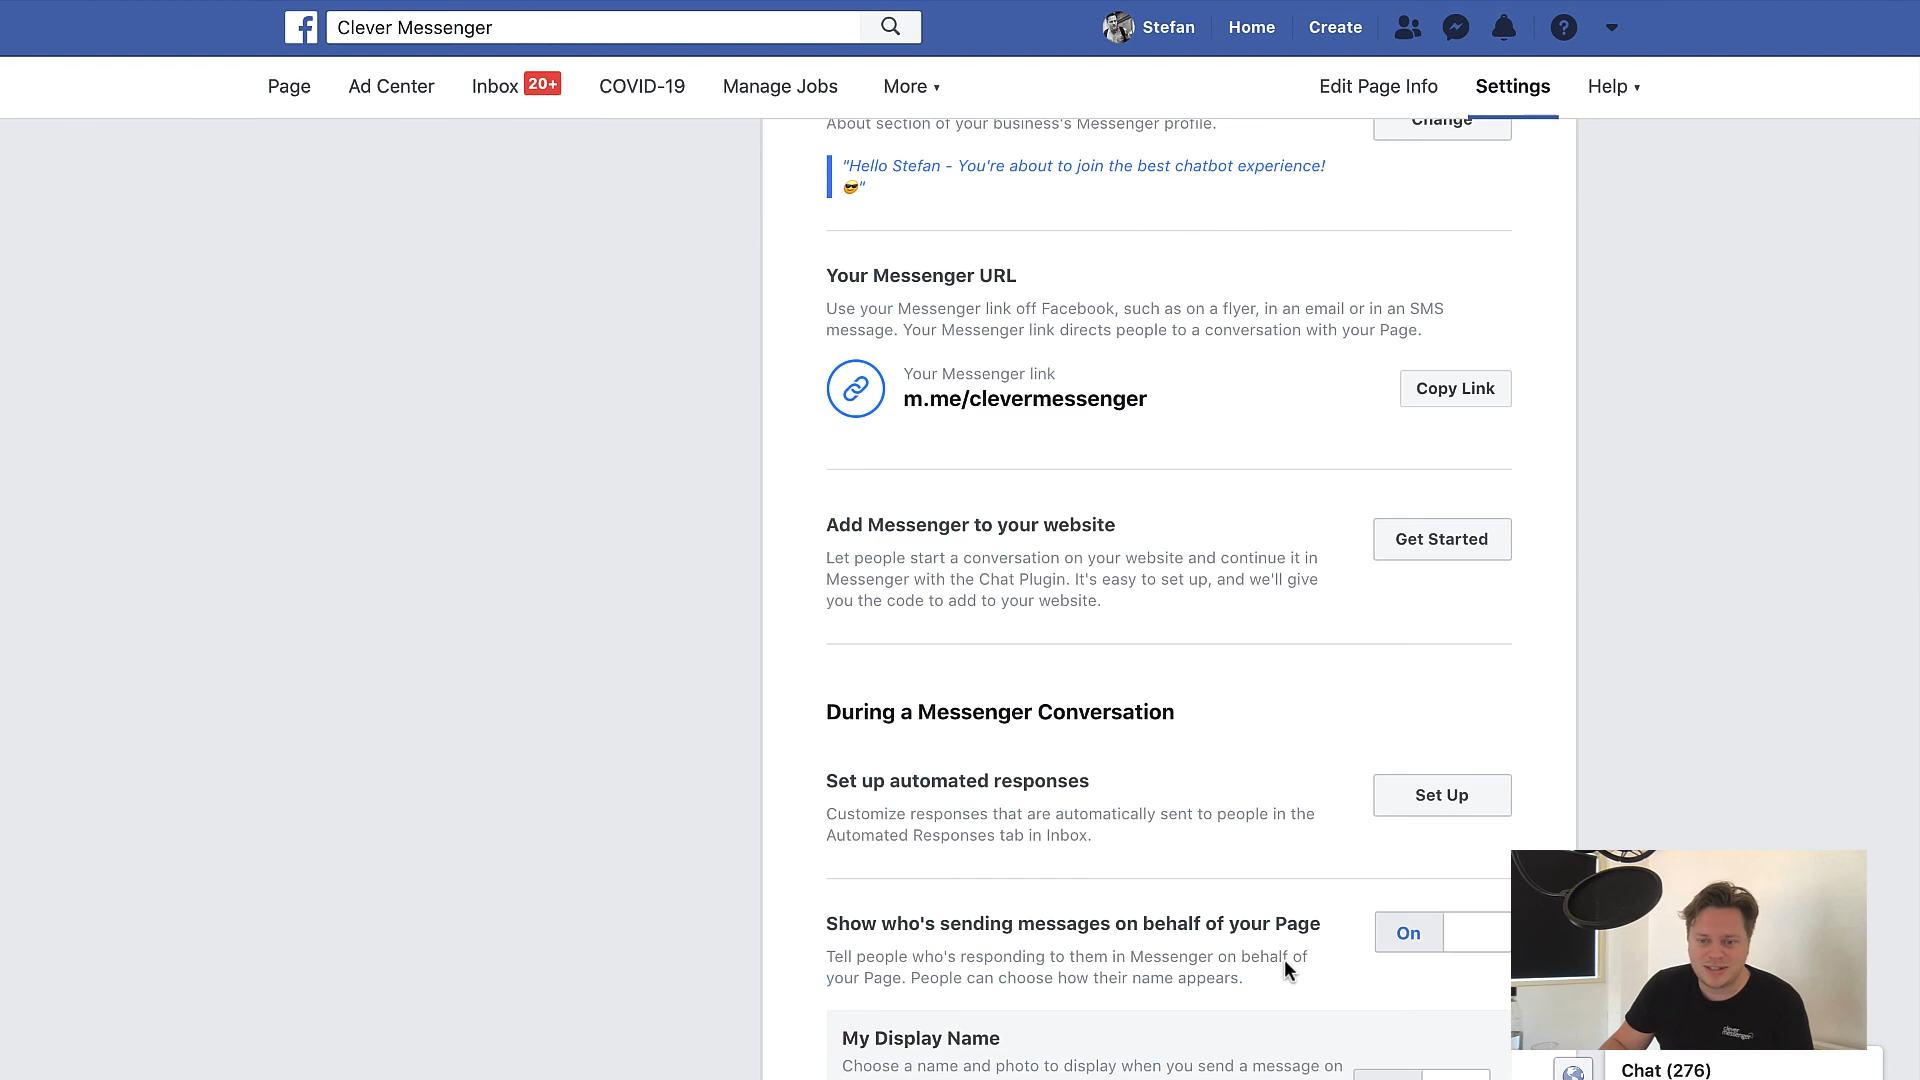 Clever Messenger
Stefan
Home
Create
Page
Ad Center
Inbox 20+
COVID-19
Manage Jobs
More
Edit Page Info
Settings
Help
About section of your business's Messenger profile.
Change
"Hello Stefan - You're about to join the best chatbot experience!
😎"
Your Messenger URL
Use your Messenger link off Facebook, such as on a flyer, in an email or in an SMS
message. Your Messenger link directs people to a conversation with your Page.
Your Messenger link
m.me/clevermessenger
Copy Link
Add Messenger to your website
Get Started
Let people start a conversation on your website and continue it in
Messenger with the Chat Plugin. It's easy to set up, and we'll give
you the code to add to your website.
During a Messenger Conversation
Set up automated responses
Set Up
Customize responses that are automatically sent to people in the
Automated Responses tab in Inbox.
Show who's sending messages on behalf of your Page
On
Tell people who's responding to them in Messenger on behalf of
your Page. People can choose how their name appears.
My Display Name
Choose a name and photo to display when you send a message on
clever
messenger
Chat (276)